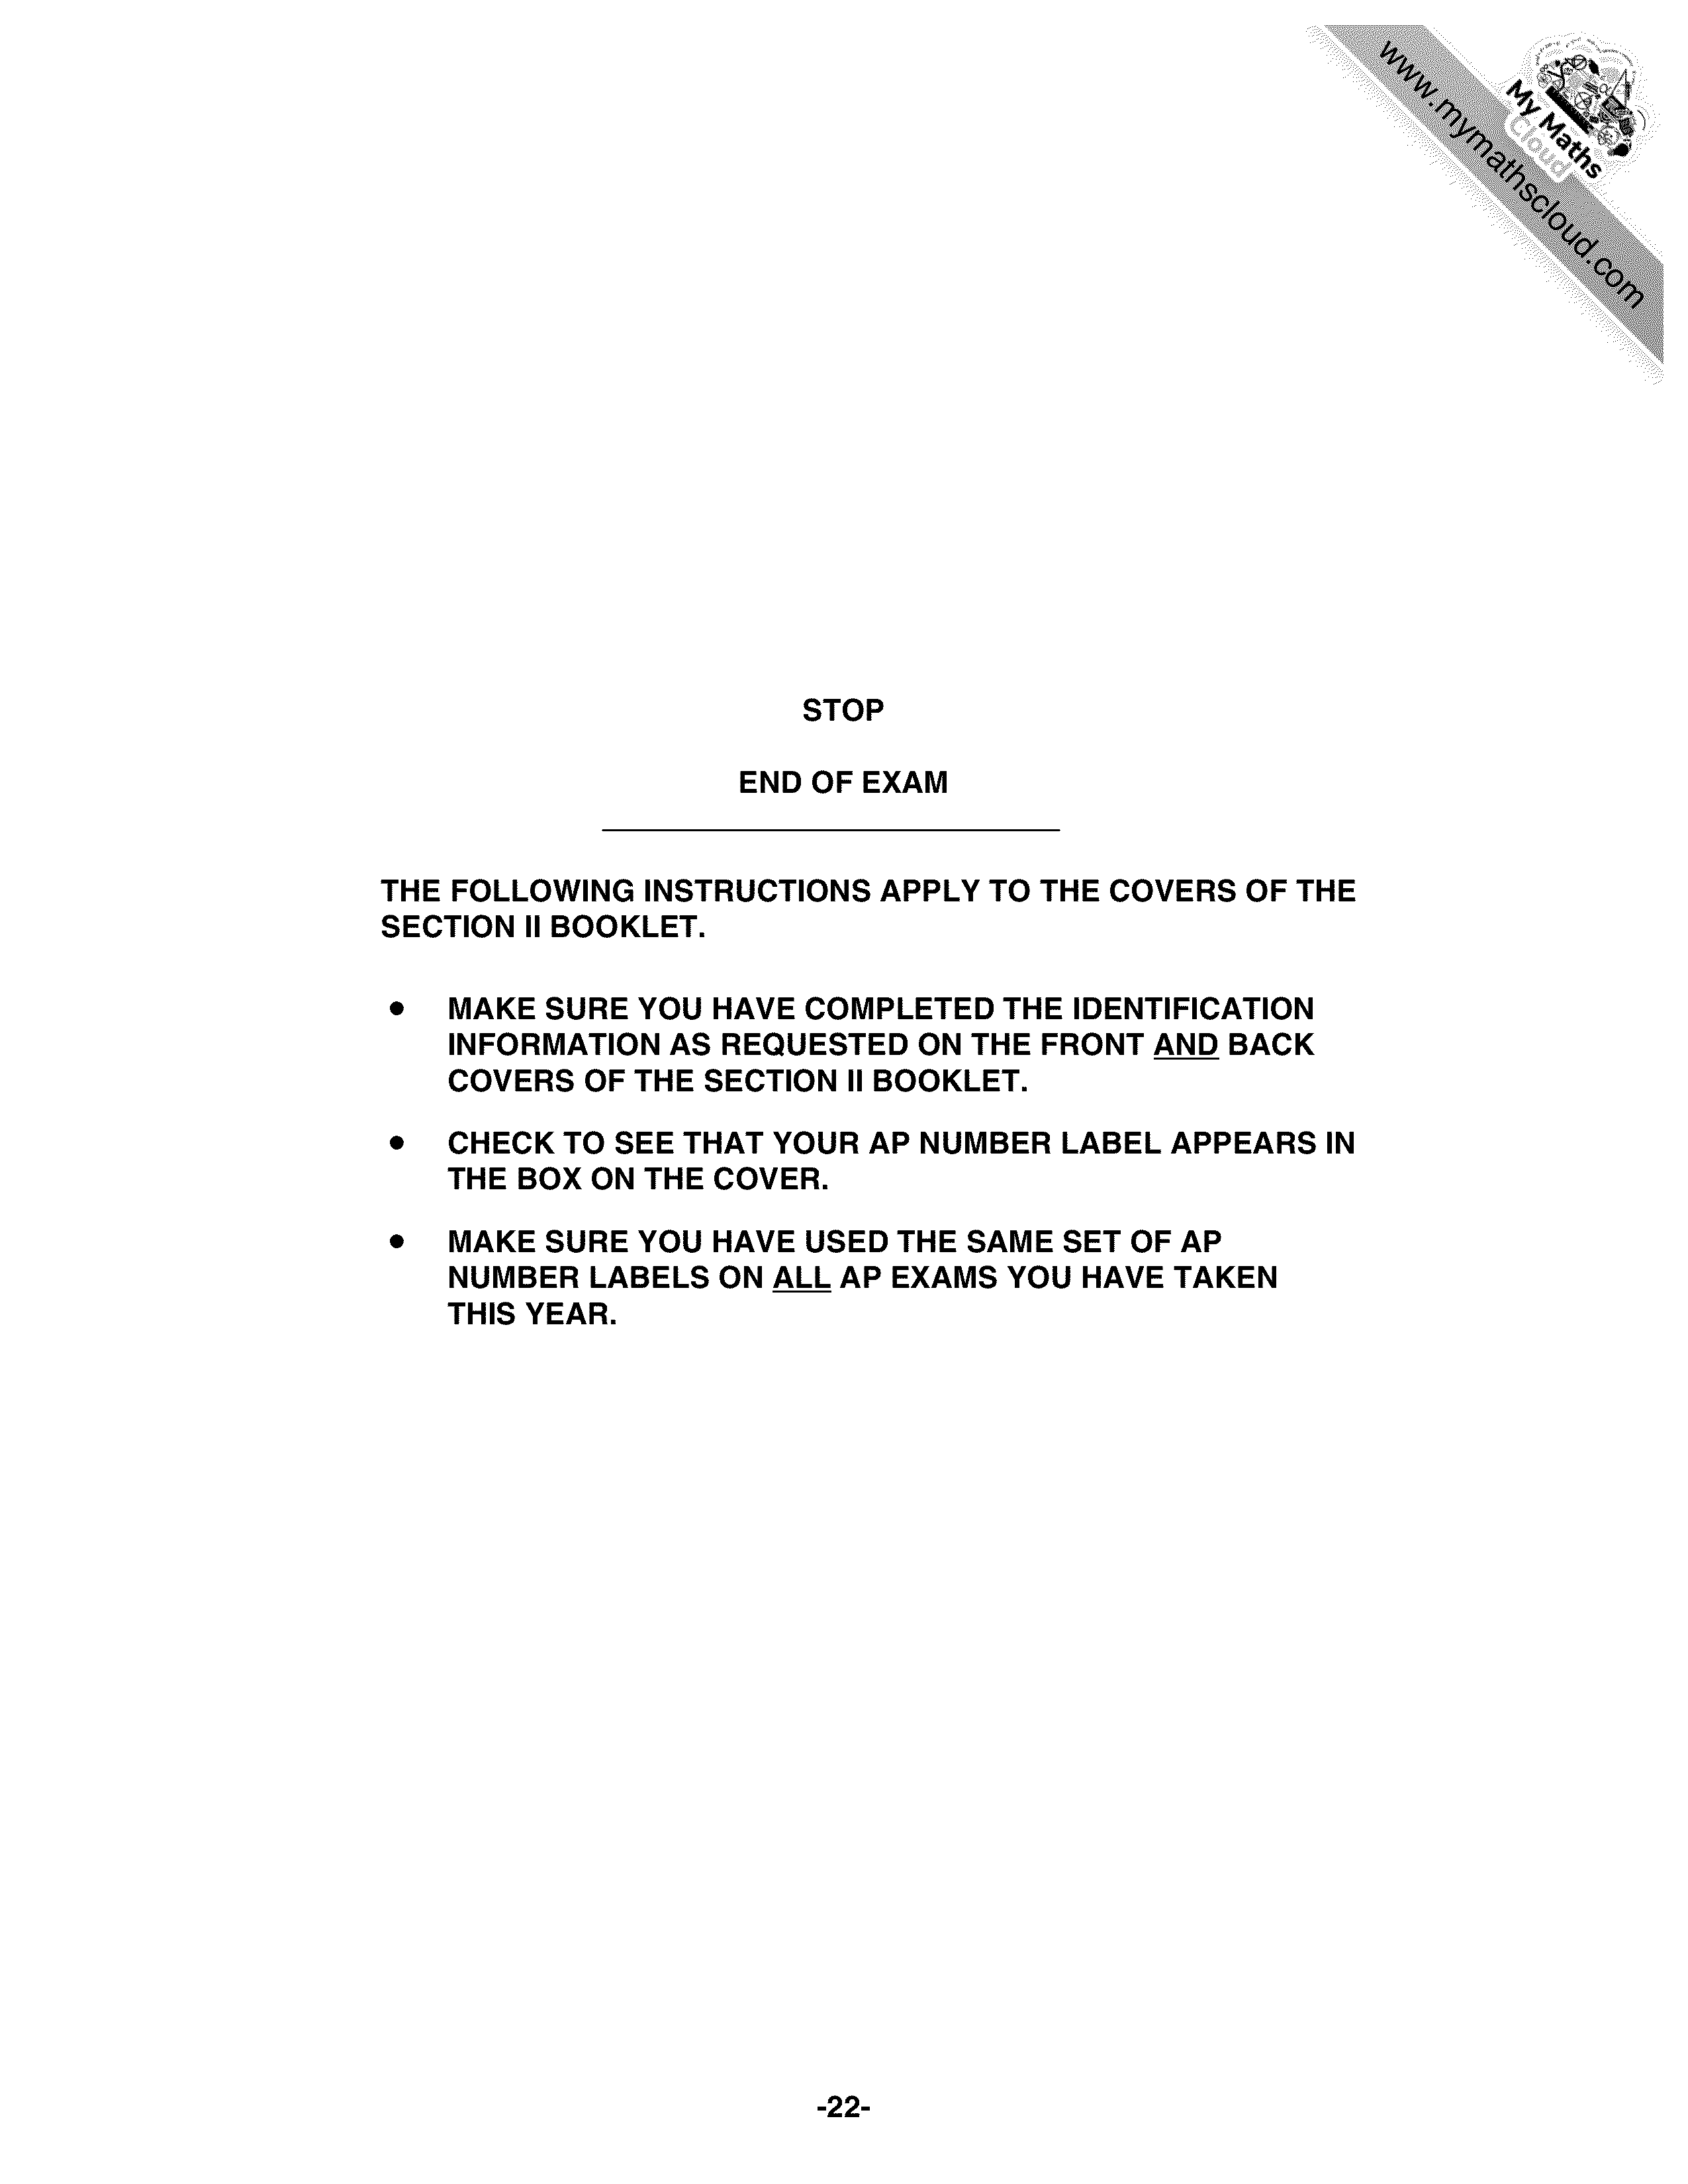 www.mymathscloud.com
My Maths
Cloud
STOP
END OF EXAM
THE FOLLOWING INSTRUCTIONS APPLY TO THE COVERS OF THE
SECTION II BOOKLET.
• MAKE SURE YOU HAVE COMPLETED THE IDENTIFICATION
INFORMATION AS REQUESTED ON THE FRONT AND BACK
COVERS OF THE SECTION II BOOKLET.
• CHECK TO SEE THAT YOUR AP NUMBER LABEL APPEARS IN
THE BOX ON THE COVER.
• MAKE SURE YOU HAVE USED THE SAME SET OF AP
NUMBER LABELS ON ALL AP EXAMS YOU HAVE TAKEN
THIS YEAR.
-22-